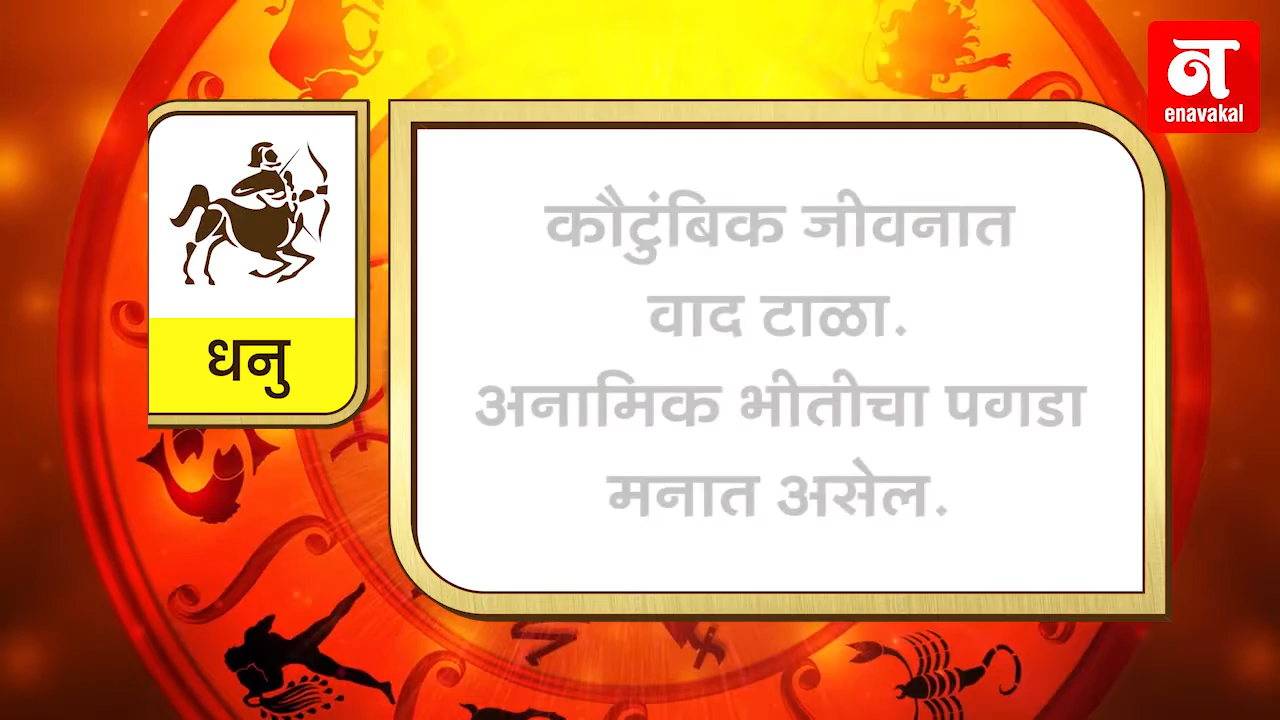 न
enavakal
धनु
कौटुंबिक जीवनात
वाद टाळा.
अनामिक भीतीचा पगडा
मनात असेल.